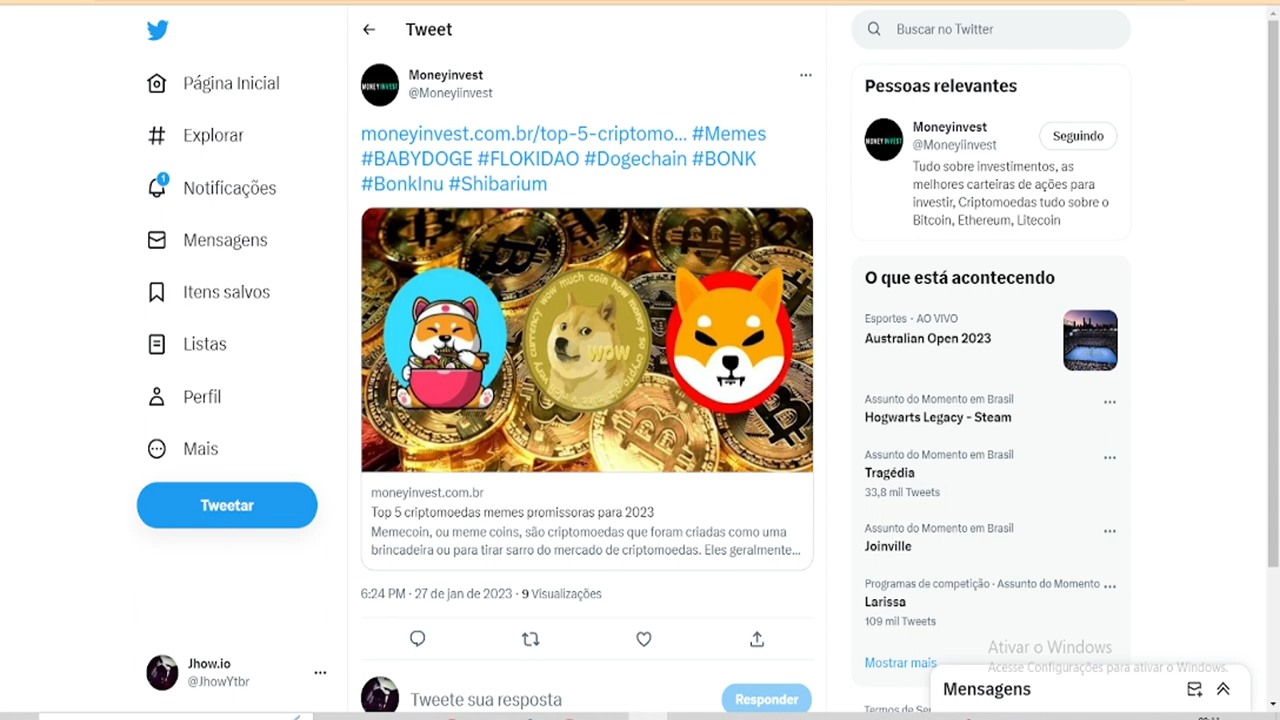 Tweet
Buscar no Twitter
Página Inicial
Explorar
1
Notificações
Mensagens
Itens salvos
Listas
Perfil
Mais
Tweetar
Jhow.io
@JhowYtbr
MONEYINVEST
Moneyinvest
@Moneyiinvest
moneyinvest.com.br/top-5-criptomo... #Memes
#BABYDOGE #FLOKIDAO #Dogechain #BONK
#BonkInu #Shibarium
WOW
moneyinvest.com.br
Top 5 criptomoedas memes promissoras para 2023
Memecoin, ou meme coins, são criptomoedas que foram criadas como uma
brincadeira ou para tirar sarro do mercado de criptomoedas. Eles geralmente...
6:24 PM · 27 de jan de 2023 · 9 Visualizações
Tweete sua resposta
Responder
Pessoas relevantes
MONEYINVEST
Moneyinvest
@Moneyiinvest
Seguindo
Tudo sobre investimentos, as
melhores carteiras de ações para
investir, Criptomoedas tudo sobre o
Bitcoin, Ethereum, Litecoin
O que está acontecendo
Esportes · AO VIVO
Australian Open 2023
Assunto do Momento em Brasil
Hogwarts Legacy - Steam
Assunto do Momento em Brasil
Tragédia
33,8 mil Tweets
Assunto do Momento em Brasil
Joinville
Programas de competição · Assunto do Momento
Larissa
109 mil Tweets
Mostrar mais
Ativar o Windows
Acesse Configurações para ativar o Windows.
Mensagens